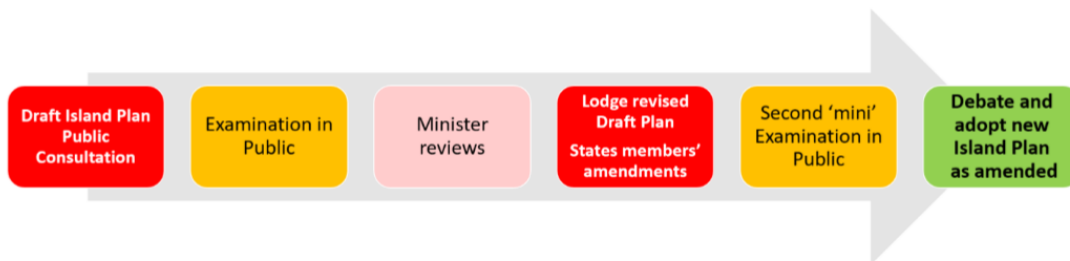 Draft Island Plan
Public
Consultation
Examination in
Public
Minister
reviews
Lodge revised
Draft Plan
States members'
amendments
Second 'mini'
Examination in
Public
Debate and
adopt new
Island Plan
as amended